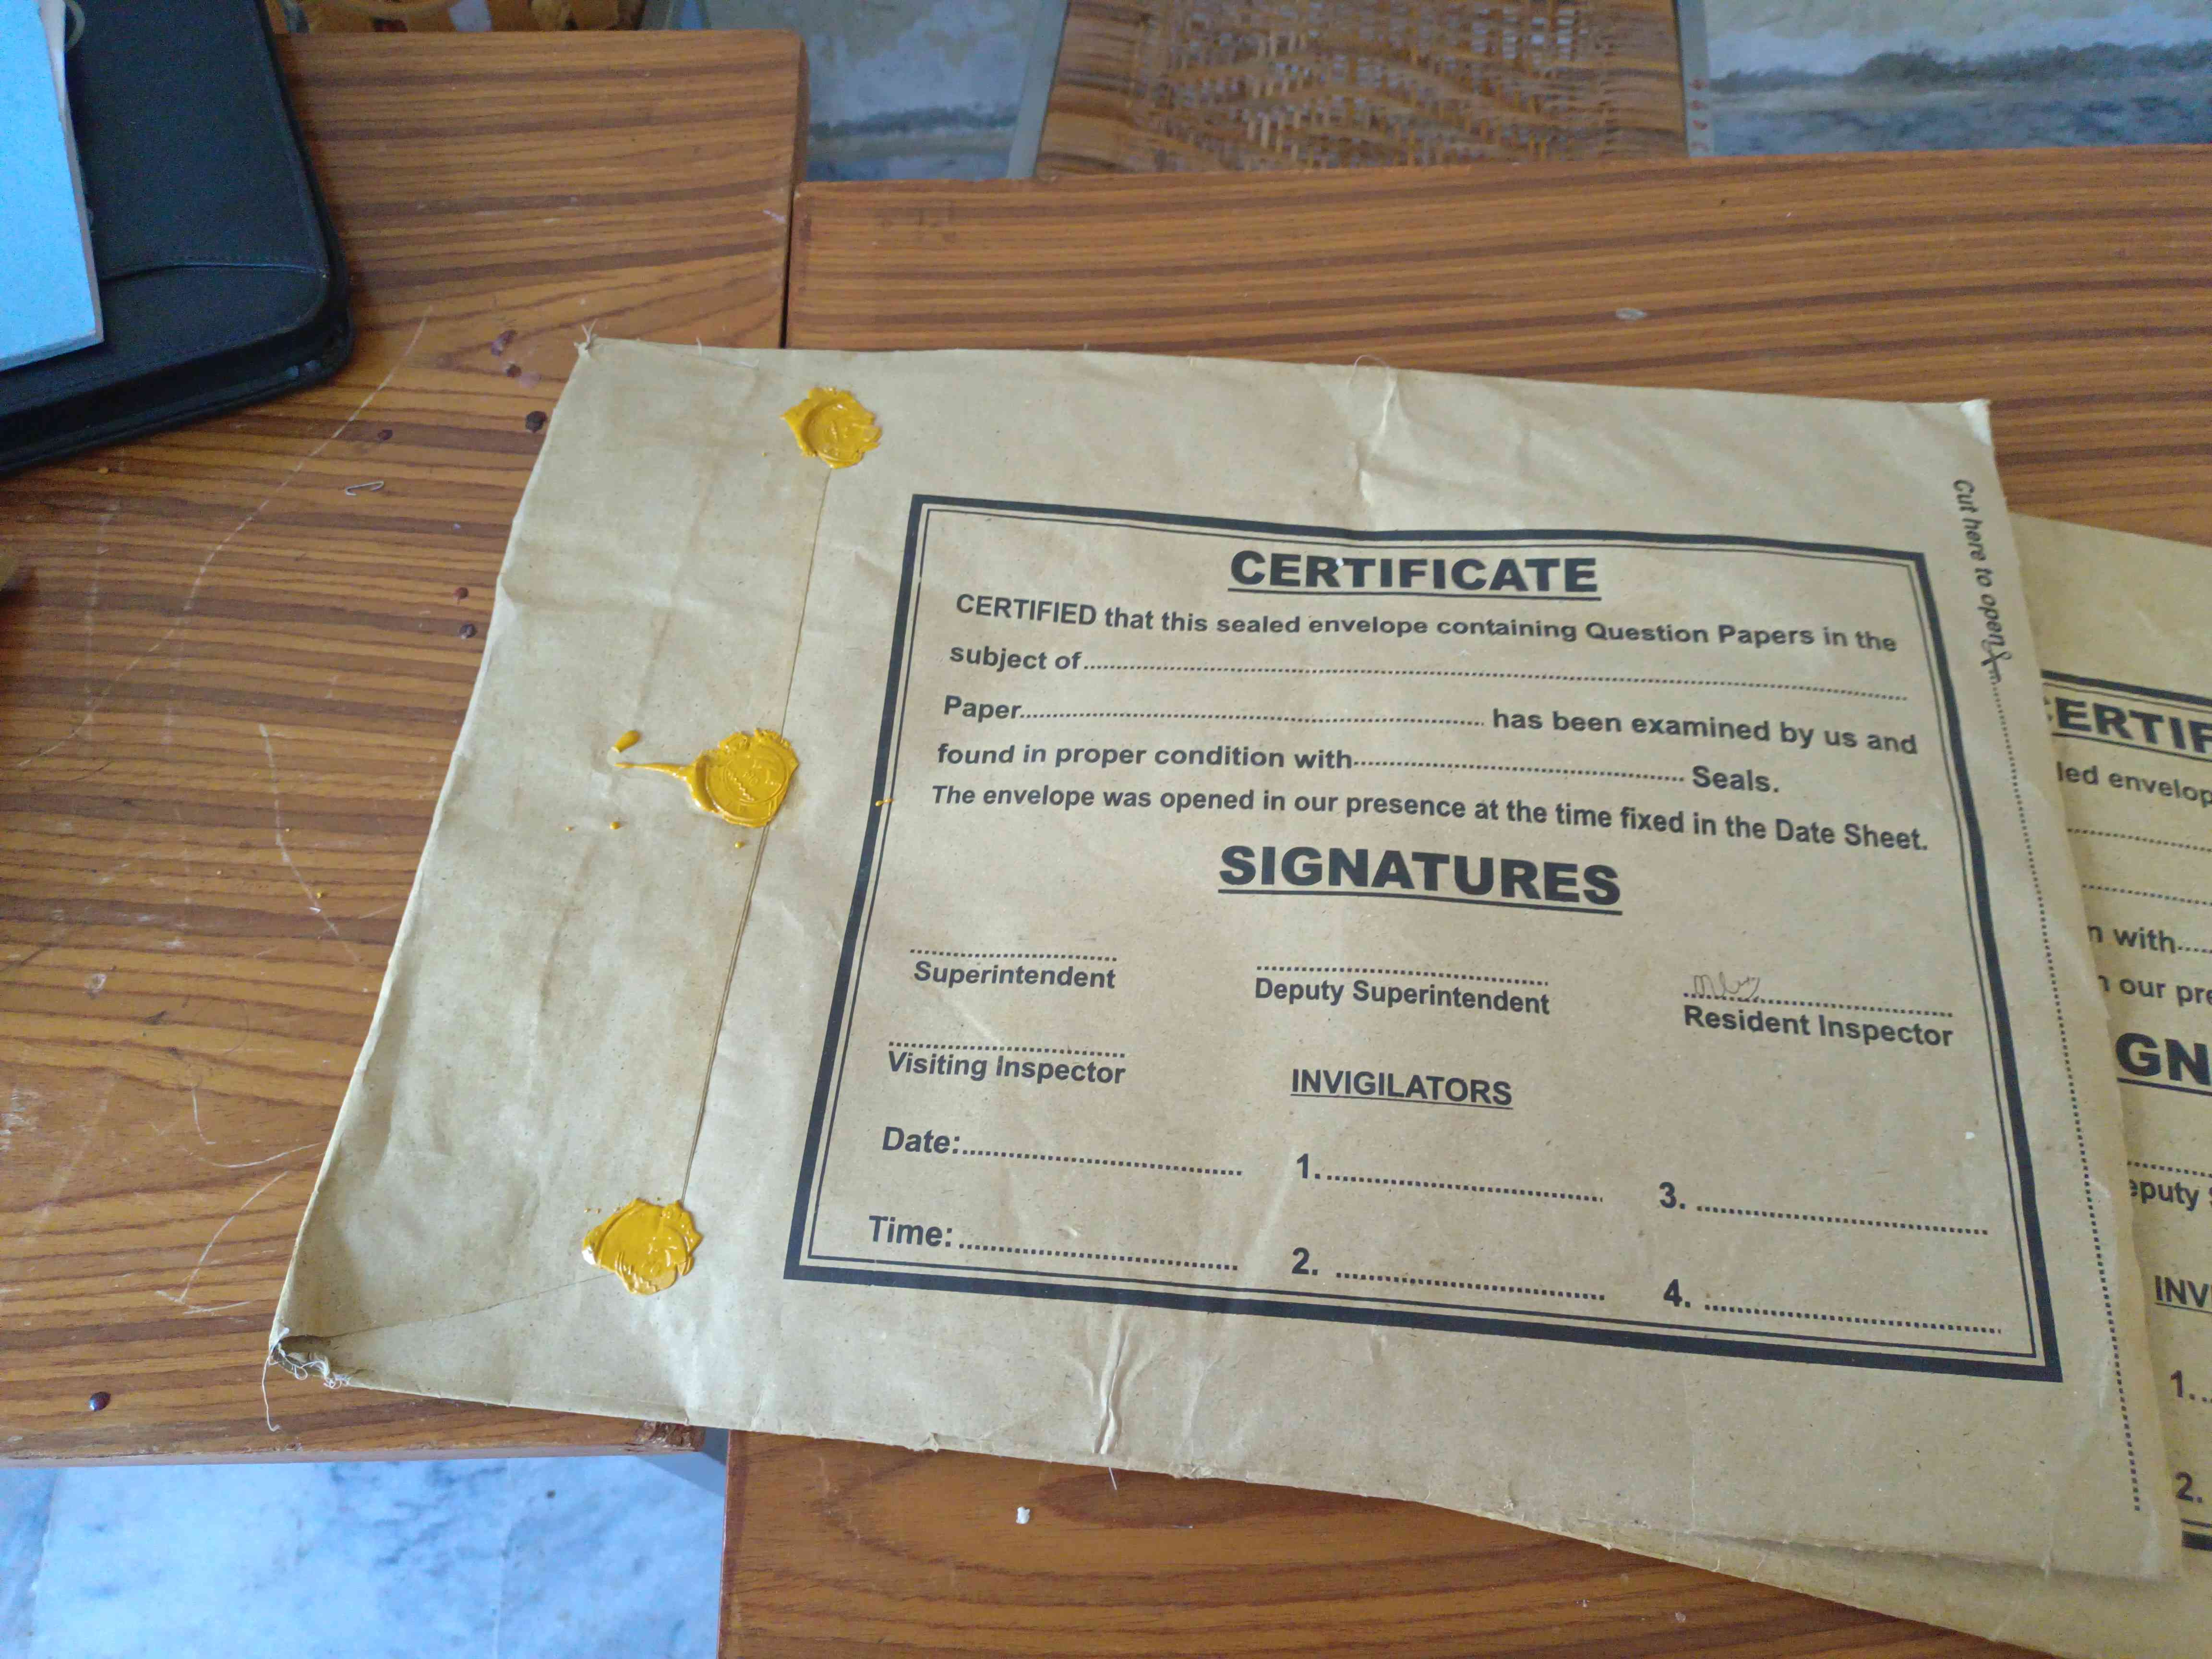 CERTIFICATE
CERTIFIED that this sealed envelope containing Question Papers in the
subject of
Paper has been examined by us and
found in proper condition with Seals.
The envelope was opened in our presence at the time fixed in the Date Sheet.
SIGNATURES
Superintendent Deputy Superintendent Resident Inspector
Visiting Inspector INVIGILATORS
Date: 1. 3.
Time: 2. 4.
Cut here to open
ERTIF
led envelop
n with
our pre
GN
eputy
INV
1.
2.